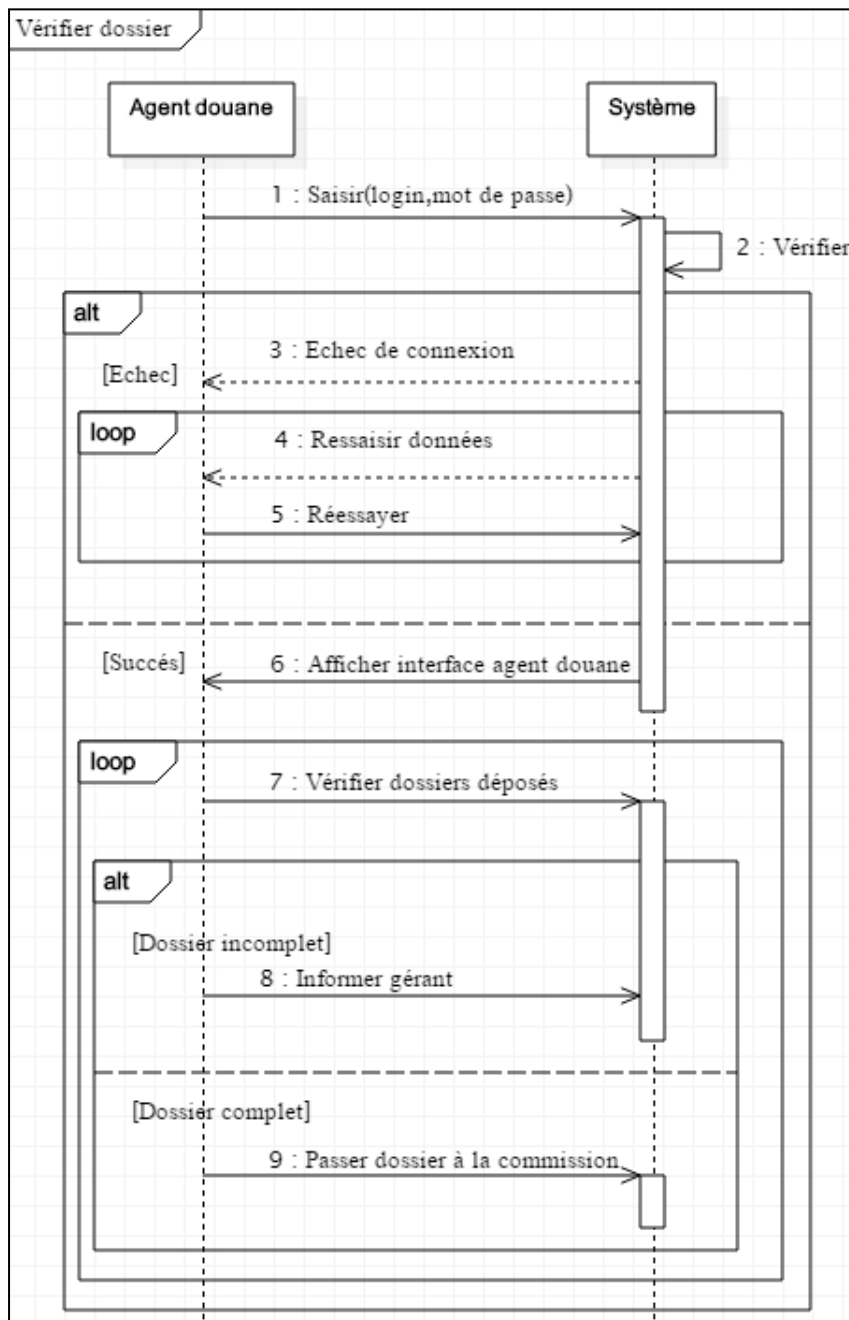 Vérifier dossier
Agent douane
Système
1 : Saisir(login,mot de passe)
2 : Vérifier
alt
3 : Echec de connexion
[Echec]
loop
4 : Ressaisir données
5 : Réessayer
[Succés]
6 : Afficher interface agent douane
loop
7 : Vérifier dossiers déposés
alt
[Dossier incomplet]
8 : Informer gérant
[Dossier complet]
9 : Passer dossier à la commission